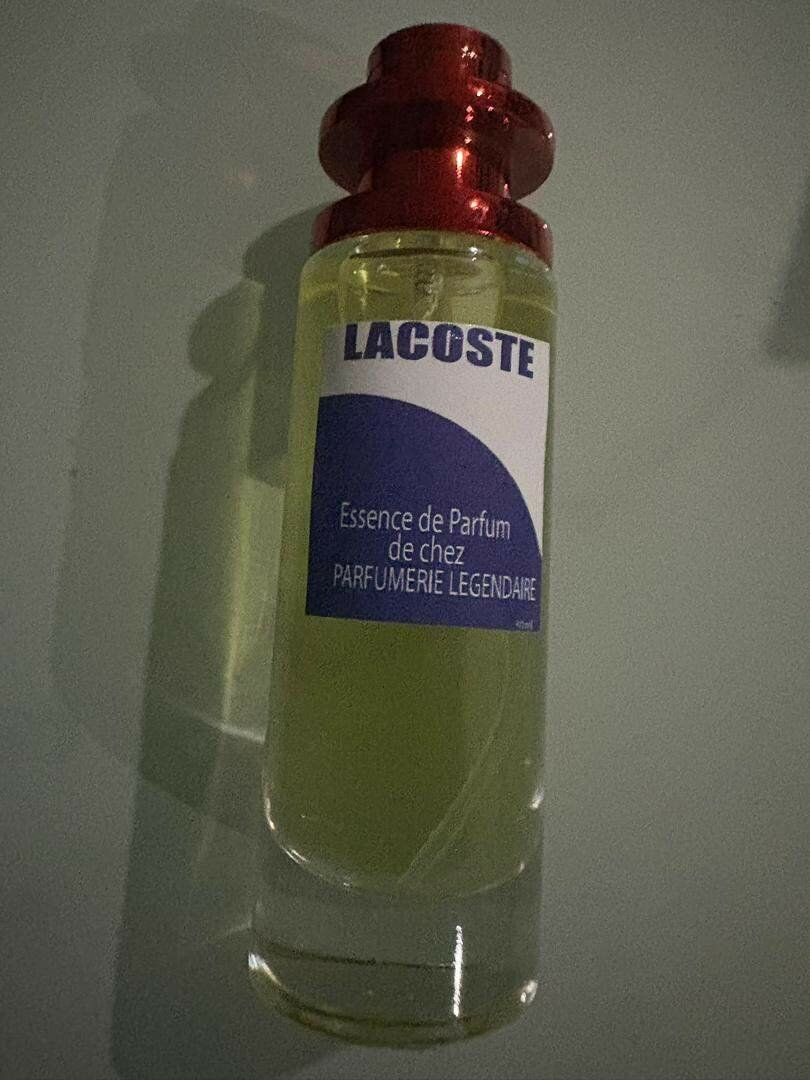 LACOSTE
Essence de Parfum
de chez
PARFUMERIE LEGENDAIRE